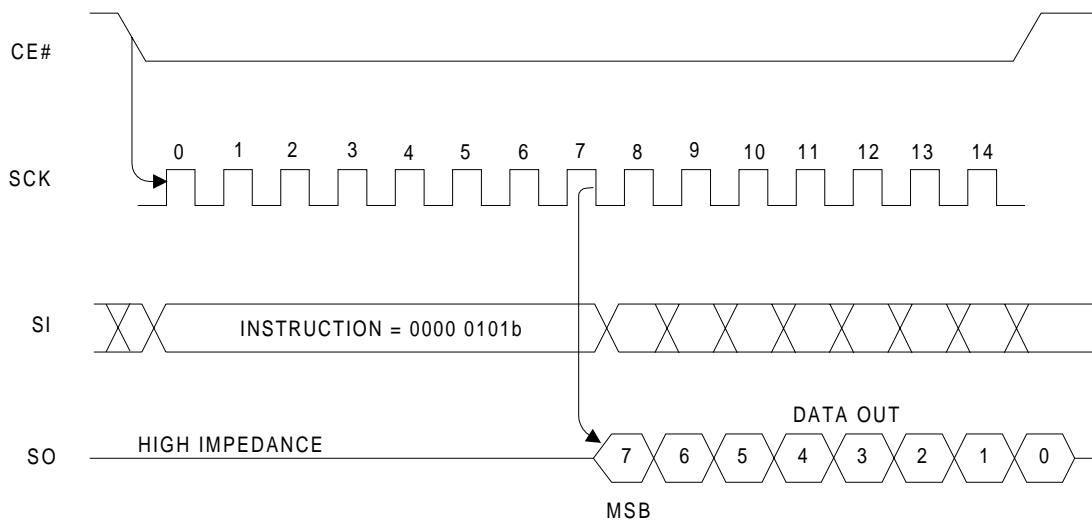 CE#
0 1 2 3 4 5 6 7 8 9 10 11 12 13 14
SCK
SI
INSTRUCTION = 0000 0101b
DATA OUT
HIGH IMPEDANCE
SO
7 6 5 4 3 2 1 0
MSB